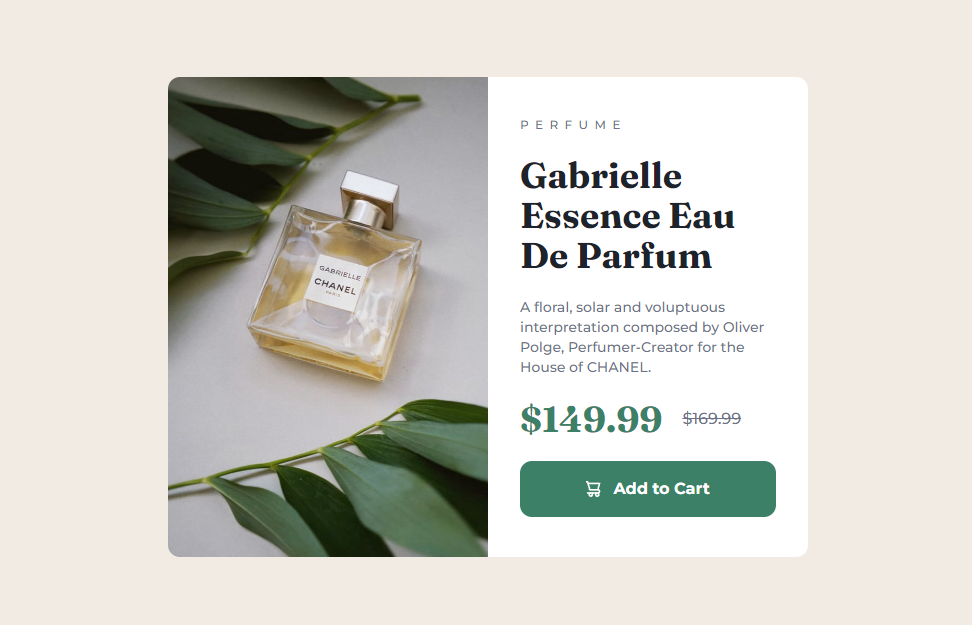 GABRIELLE
CHANEL
PARIS
PERFUME
Gabrielle
Essence Eau
De Parfum
A floral, solar and voluptuous
interpretation composed by Oliver
Polge, Perfumer-Creator for the
House of CHANEL.
$149.99 $169.99
Add to Cart